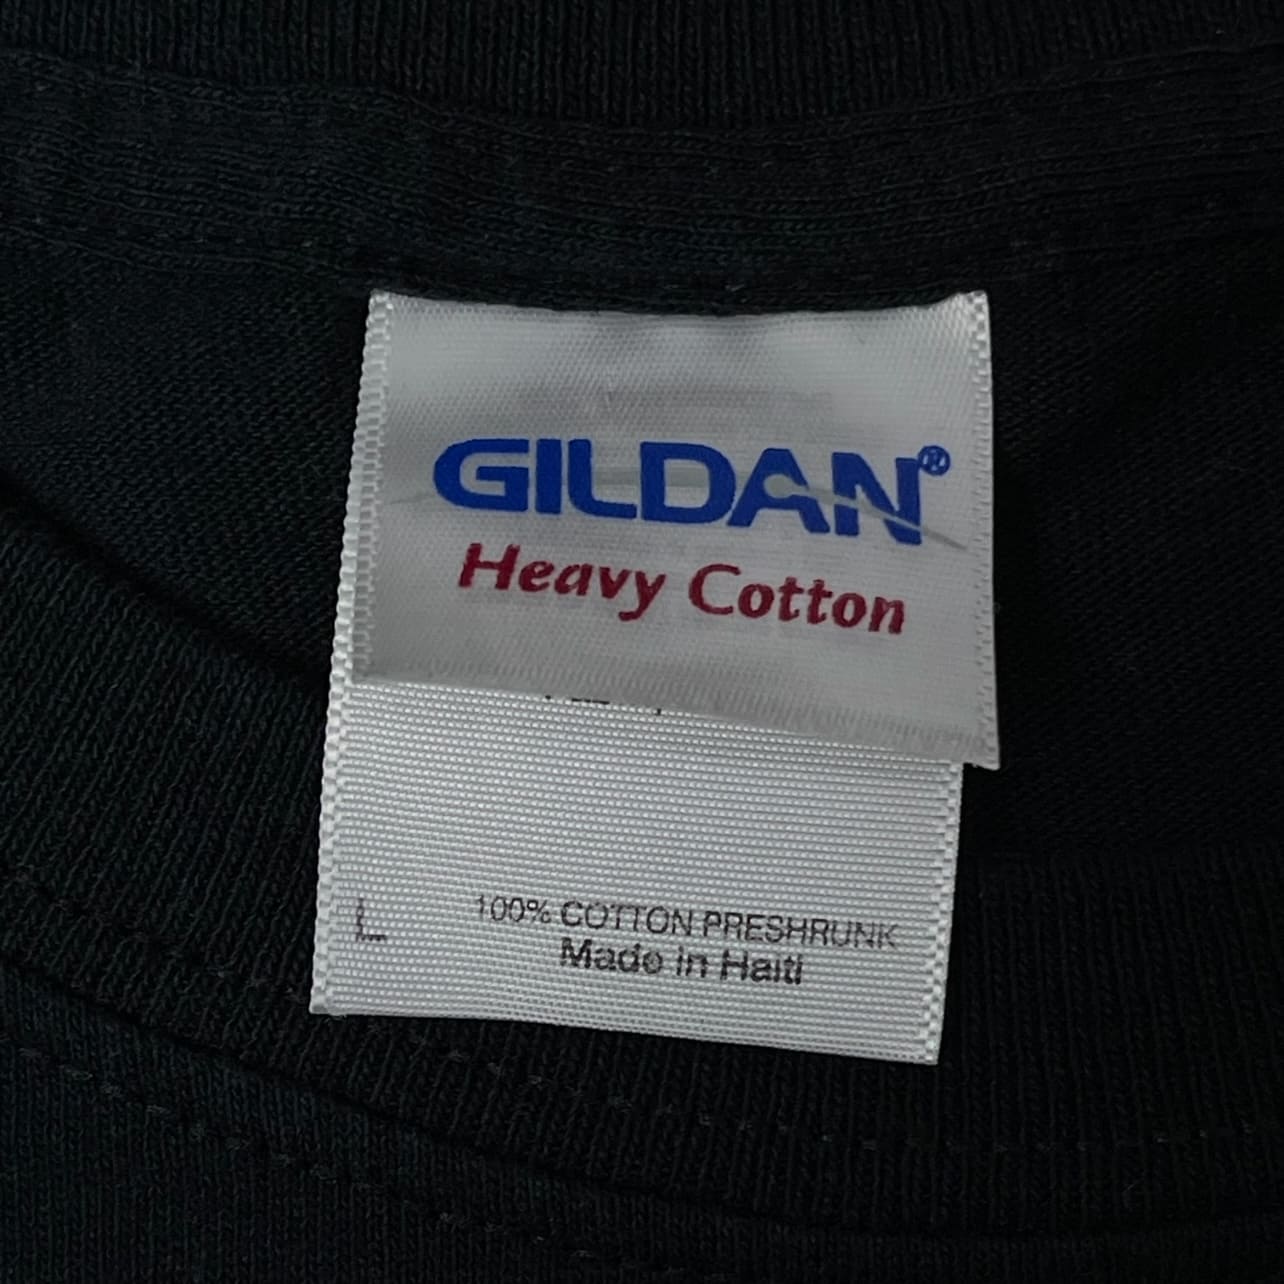 GILDAN®
Heavy Cotton
L
100% COTTON PRESHRUNK
Made in Haiti